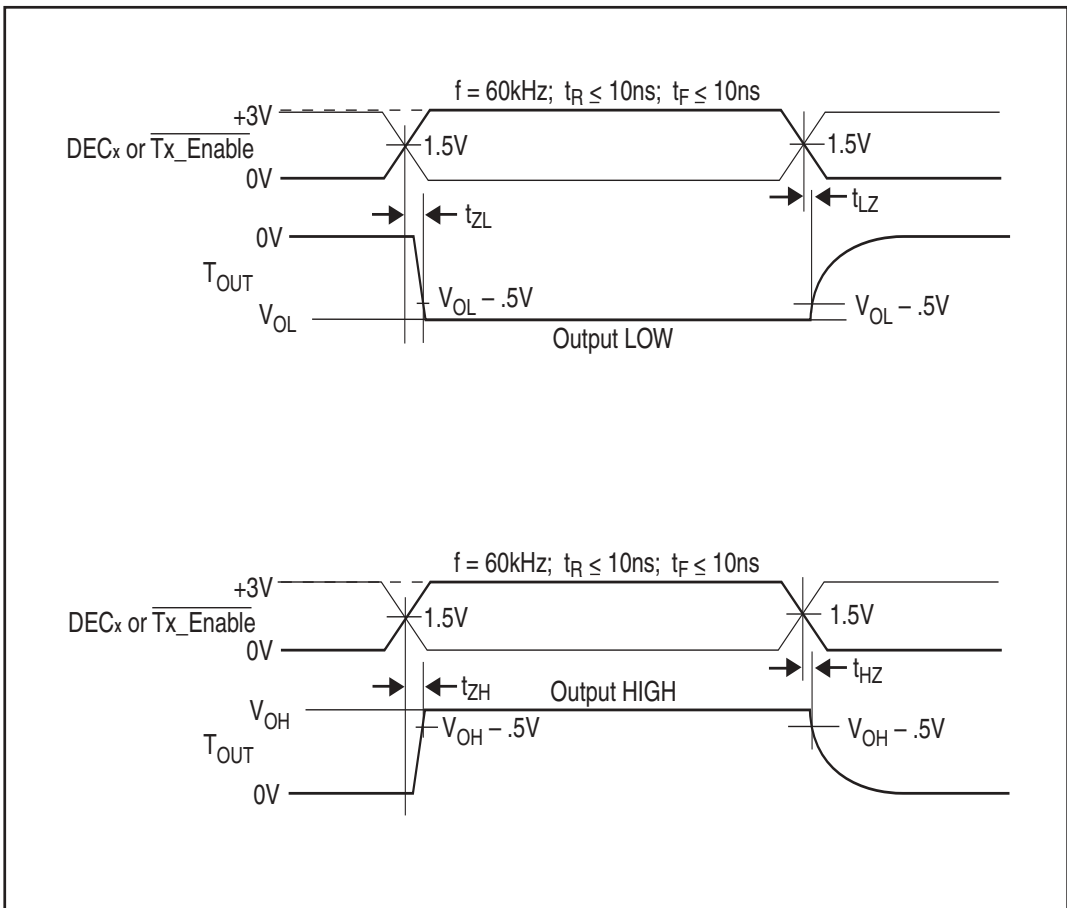 f = 60kHz; tR ≤ 10ns; tF ≤ 10ns
+3V
DECx or Tx_Enable
1.5V
1.5V
0V
tZL
tLZ
0V
TOUT
VOL – .5V
VOL – .5V
VOL
Output LOW
f = 60kHz; tR ≤ 10ns; tF ≤ 10ns
+3V
DECx or Tx_Enable
1.5V
1.5V
0V
tZH
Output HIGH
tHZ
VOH
VOH – .5V
VOH – .5V
TOUT
0V